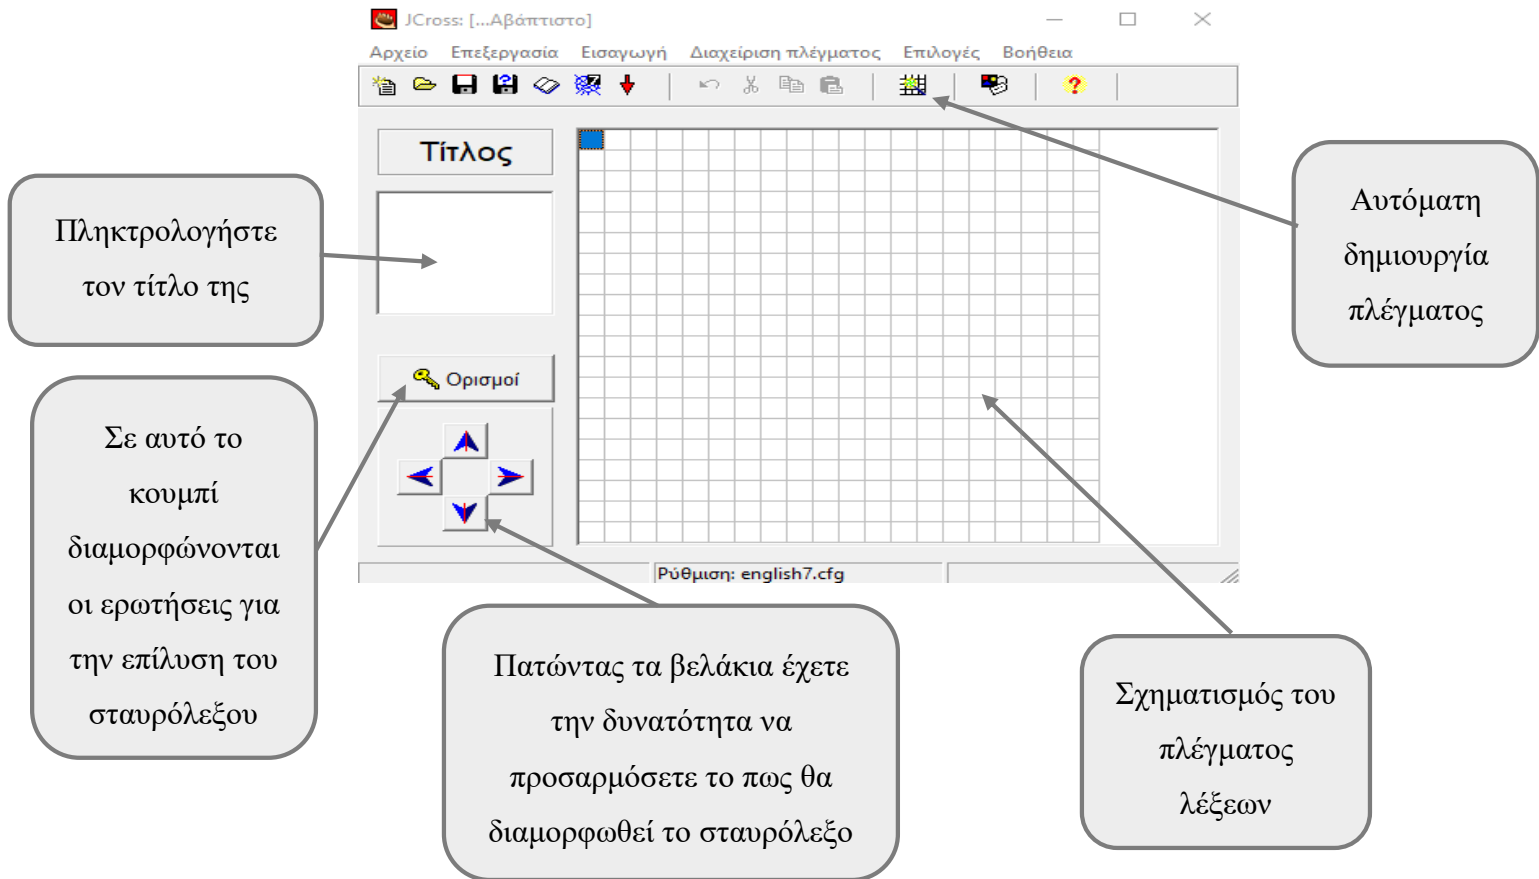 JCross: [...Αβάπτιστο]
Αρχείο Επεξεργασία Εισαγωγή Διαχείριση πλέγματος Επιλογές Βοήθεια
Τίτλος
Πληκτρολογήστε
τον τίτλο της
Αυτόματη
δημιουργία
πλέγματος
Ορισμοί
Σε αυτό το
κουμπί
διαμορφώνονται
οι ερωτήσεις για
την επίλυση του
σταυρόλεξου
Ρύθμιση: english7.cfg
Πατώντας τα βελάκια έχετε
την δυνατότητα να
προσαρμόσετε το πως θα
διαμορφωθεί το σταυρόλεξο
Σχηματισμός του
πλέγματος
λέξεων